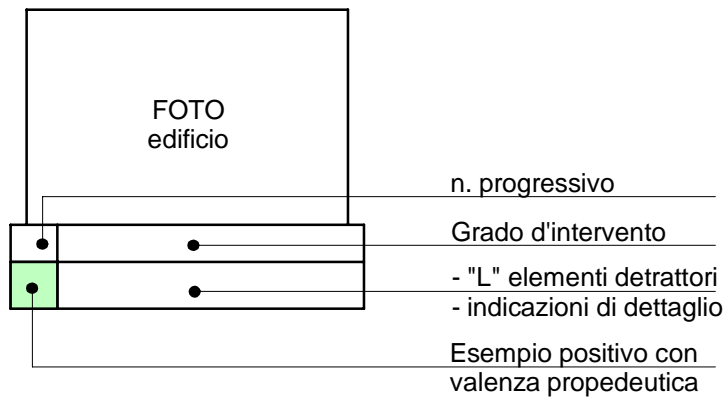 FOTO
edificio
n. progressivo
Grado d'intervento
- "L" elementi detrattori
- indicazioni di dettaglio
Esempio positivo con
valenza propedeutica